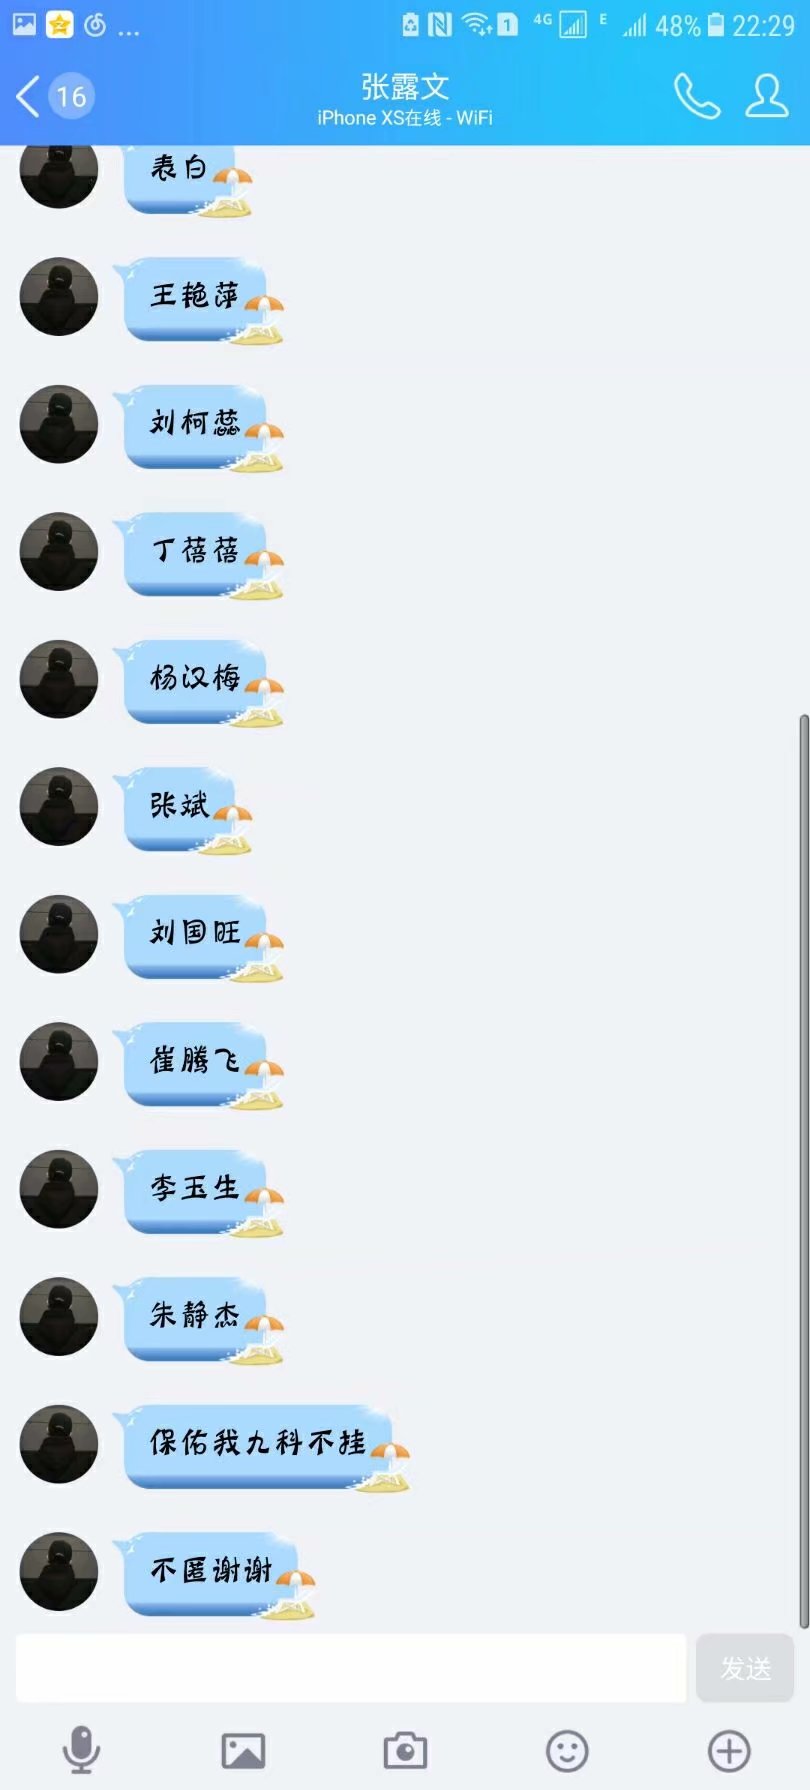 ... 1 4G E 48% 22:29
16 张露文
iPhone XS在线 - WiFi
表白
王艳萍
刘柯蕊
丁蓓蓓
杨汉梅
张斌
刘国旺
崔腾飞
李玉生
朱静杰
保佑我九科不挂
不匿谢谢
发送